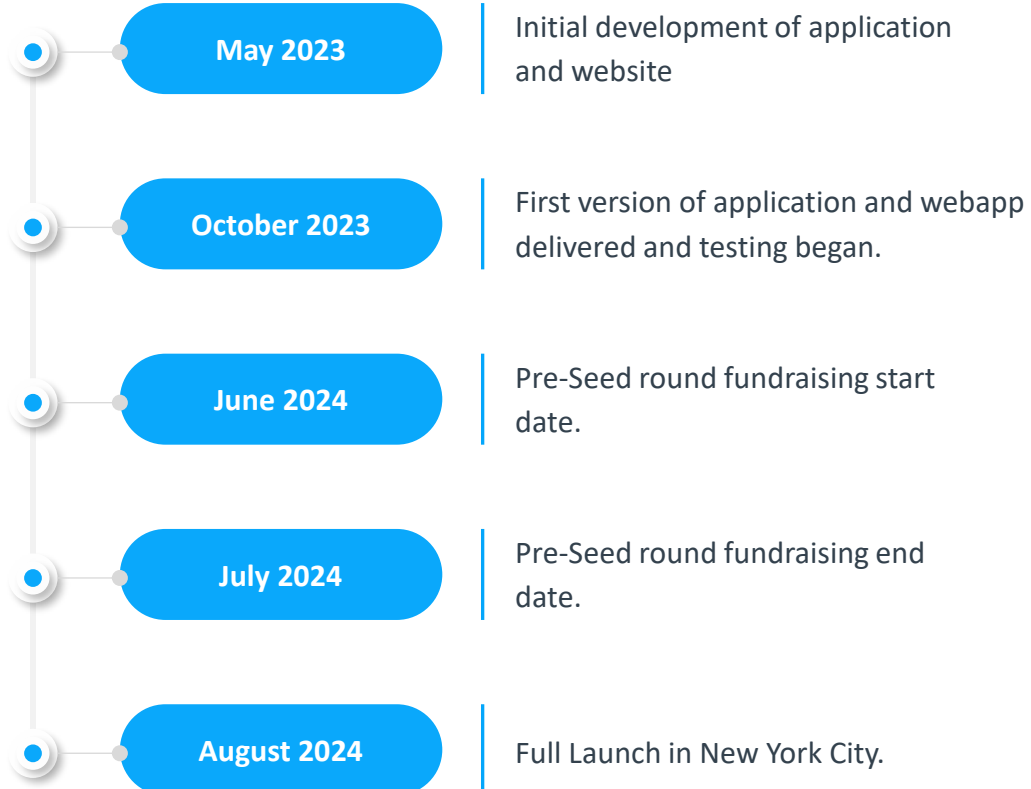 May 2023
Initial development of application
and website
October 2023
First version of application and webapp
delivered and testing began.
June 2024
Pre-Seed round fundraising start
date.
July 2024
Pre-Seed round fundraising end
date.
August 2024
Full Launch in New York City.